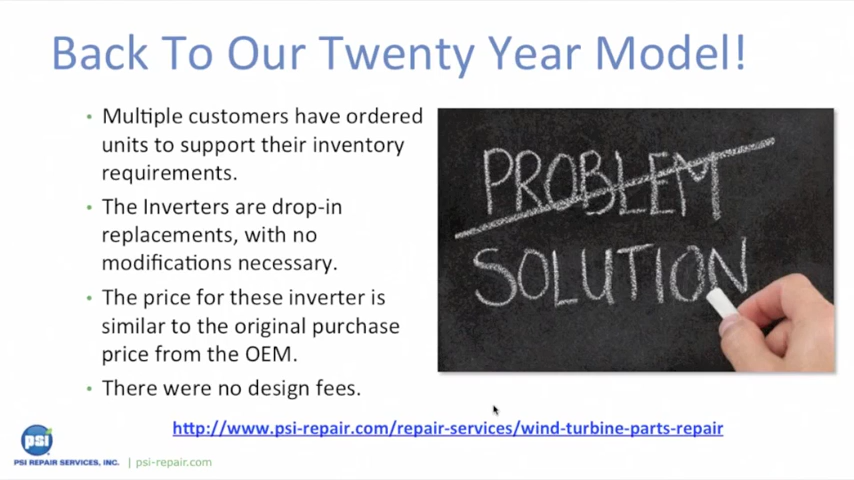 Back To Our Twenty Year Model!
• Multiple customers have ordered
units to support their inventory
requirements.
• The Inverters are drop-in
replacements, with no
modifications necessary.
• The price for these inverter is
similar to the original purchase
price from the OEM.
• There were no design fees.
PROBLEM
SOLUTION
http://www.psi-repair.com/repair-services/wind-turbine-parts-repair
psi
PSI REPAIR SERVICES, INC. | psi-repair.com